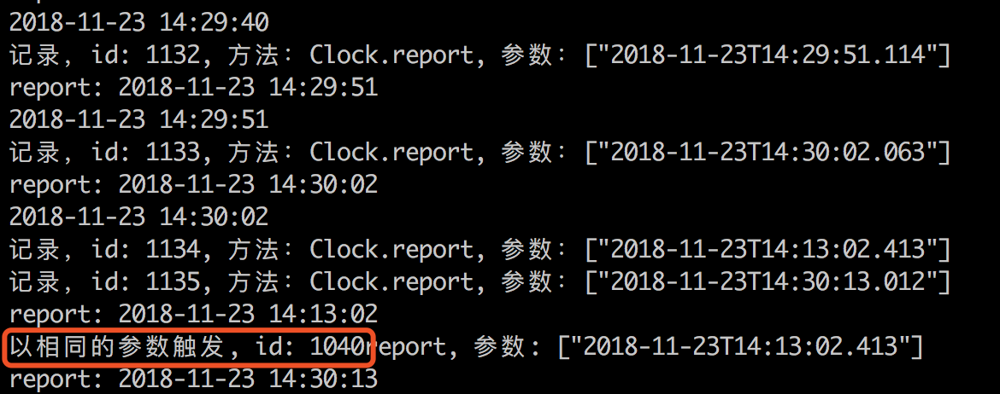 2018-11-23 14:29:40
记录, id: 1132, 方法: Clock.report, 参数: ["2018-11-23T14:29:51.114"]
report: 2018-11-23 14:29:51
2018-11-23 14:29:51
记录, id: 1133, 方法: Clock.report, 参数: ["2018-11-23T14:30:02.063"]
report: 2018-11-23 14:30:02
2018-11-23 14:30:02
记录, id: 1134, 方法: Clock.report, 参数: ["2018-11-23T14:13:02.413"]
记录, id: 1135, 方法: Clock.report, 参数: ["2018-11-23T14:30:13.012"]
report: 2018-11-23 14:13:02
以相同的参数触发, id: 1040report, 参数: ["2018-11-23T14:13:02.413"]
report: 2018-11-23 14:30:13